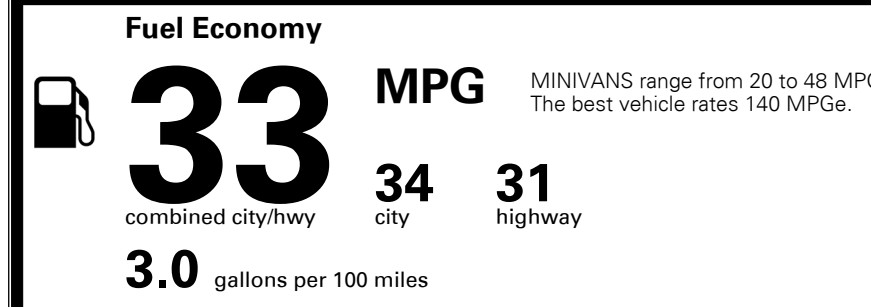 Fuel Economy
33 MPG
MINIVANS range from 20 to 48 MPG
The best vehicle rates 140 MPGe.
34 31
combined city/hwy city highway
3.0 gallons per 100 miles